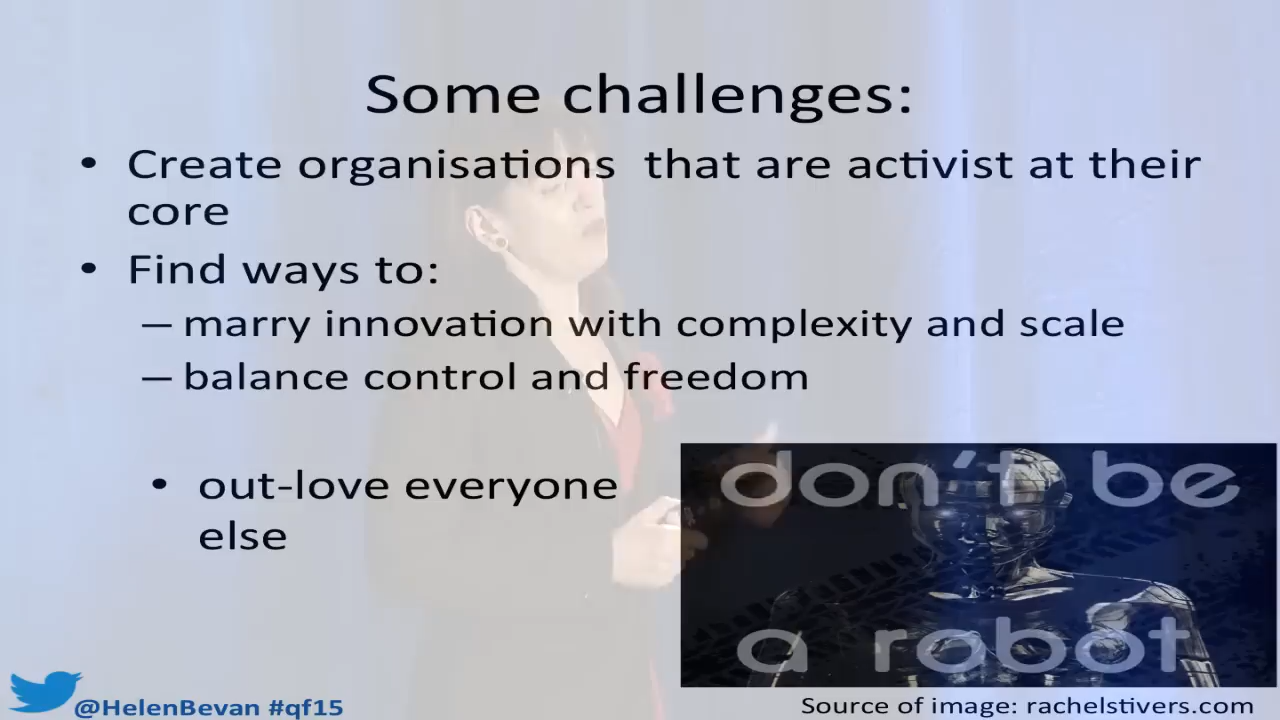 Some challenges:
• Create organisations that are activist at their
core
• Find ways to:
– marry innovation with complexity and scale
– balance control and freedom
• out-love everyone
else
don't be
a robot
@HelenBevan #qf15
Source of image: rachelstivers.com